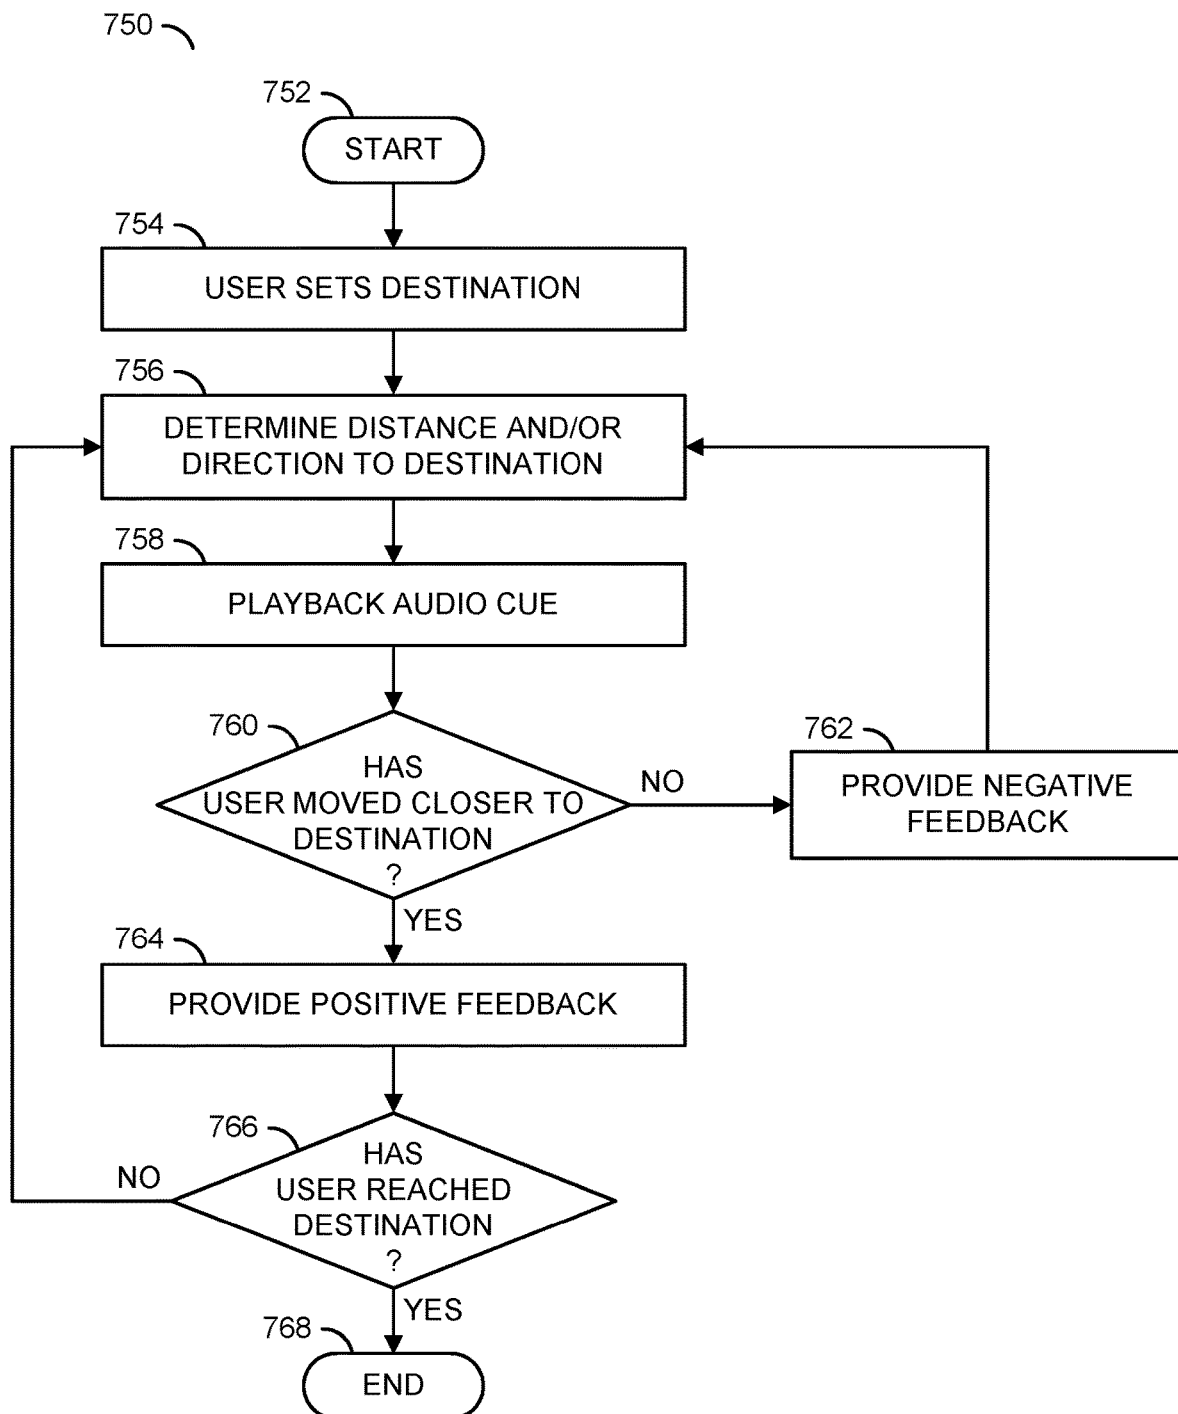 750
752
START
754
USER SETS DESTINATION
756
DETERMINE DISTANCE AND/OR
DIRECTION TO DESTINATION
758
PLAYBACK AUDIO CUE
760
HAS
USER MOVED CLOSER TO
DESTINATION
?
NO
762
PROVIDE NEGATIVE
FEEDBACK
YES
764
PROVIDE POSITIVE FEEDBACK
766
HAS
USER REACHED
DESTINATION
?
NO
YES
768
END